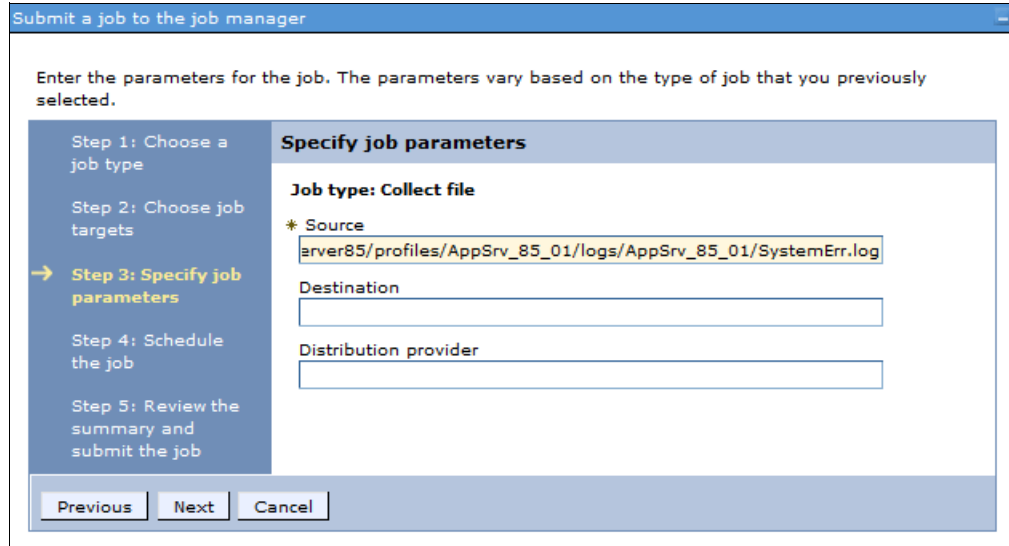 Submit a job to the job manager
Enter the parameters for the job. The parameters vary based on the type of job that you previously
selected.
Step 1: Choose a
job type
Step 2: Choose job
targets
Step 3: Specify job
parameters
Step 4: Schedule
the job
Step 5: Review the
summary and
submit the job
Specify job parameters
Job type: Collect file
* Source
erver85/profiles/AppSrv_85_01/logs/AppSrv_85_01/SystemErr.log
Destination
Distribution provider
Previous Next Cancel